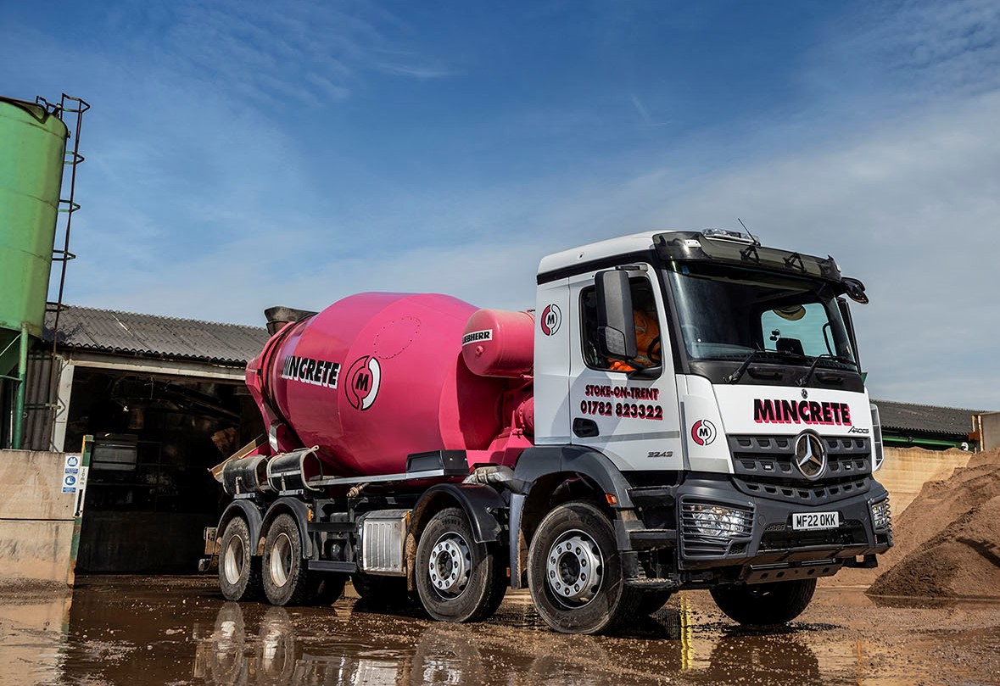 LIEBHERR
MINCRETE
M
M
STOKE-ON-TRENT
01782 823322
M
3243
MINCRETE
AROCS
MF22 OKK